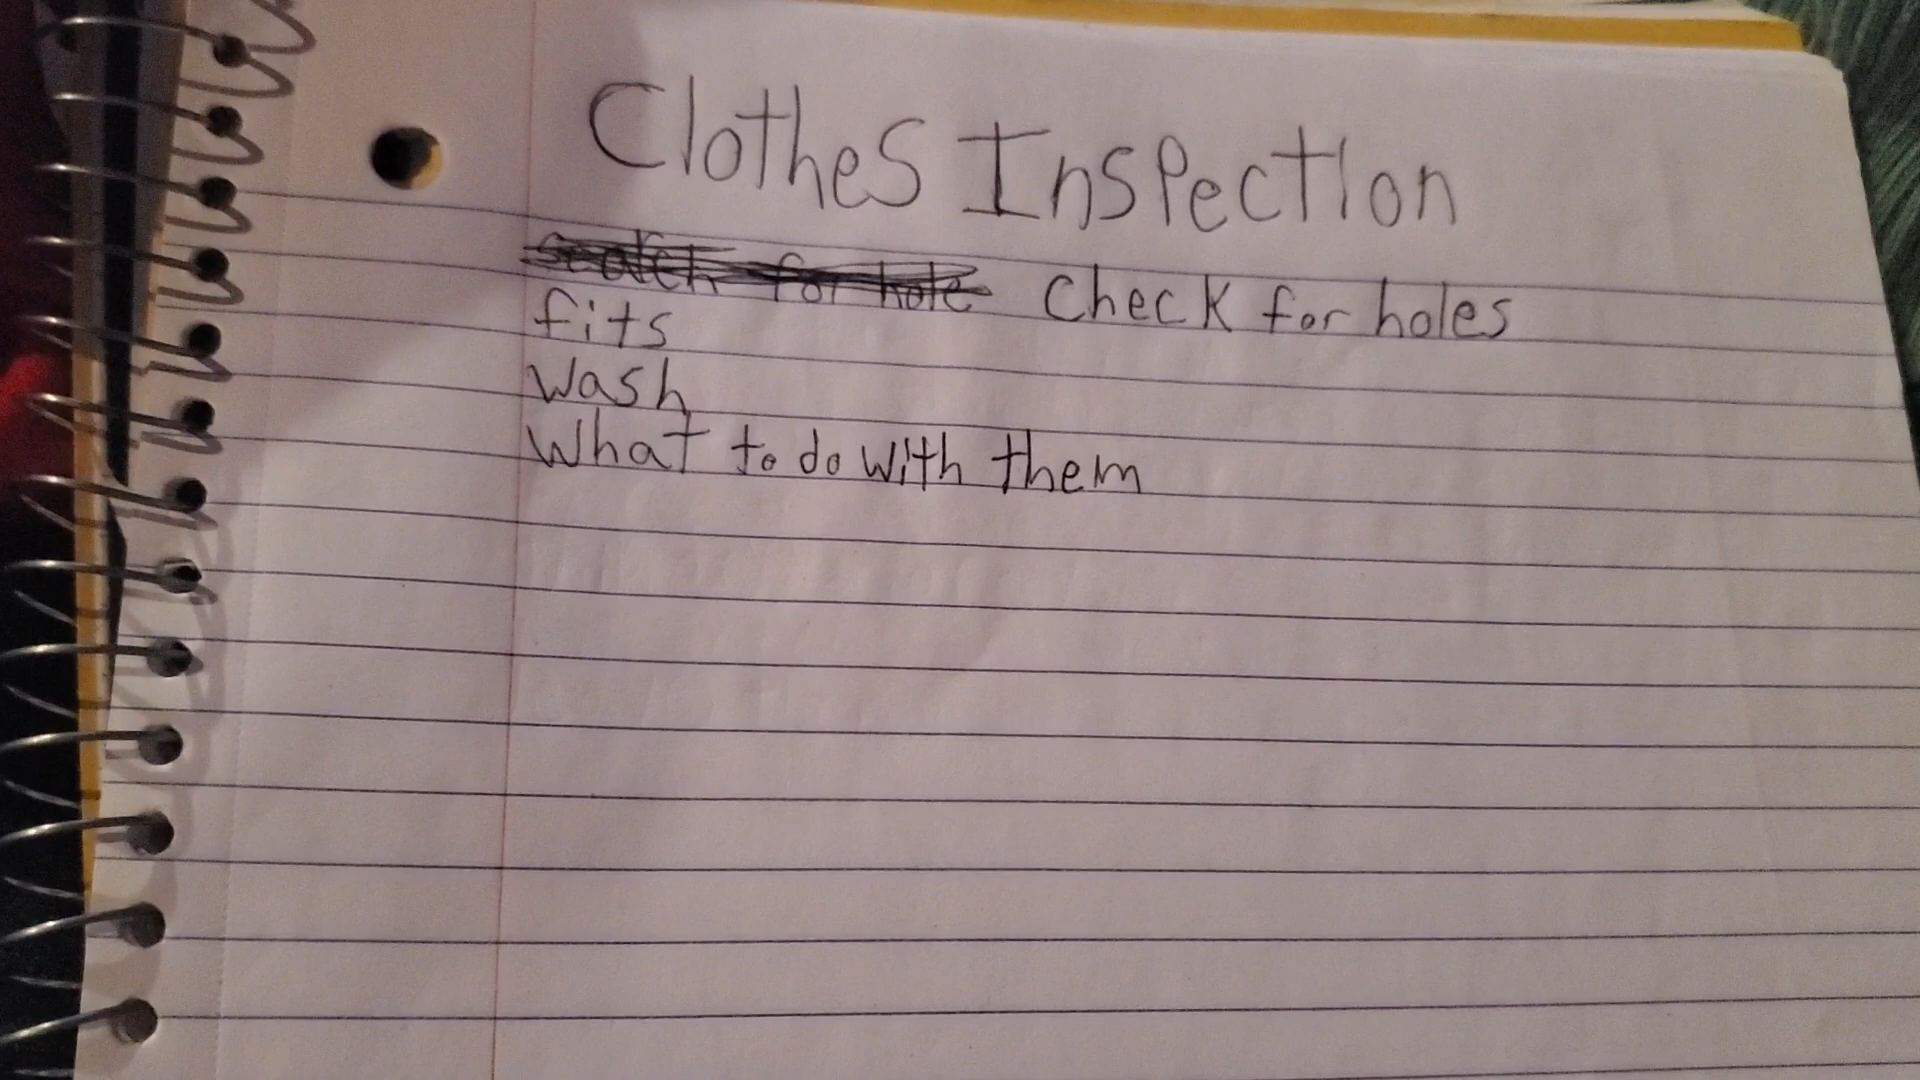 Clothes Inspection
Check for holes
fits
Wash
What to do with them